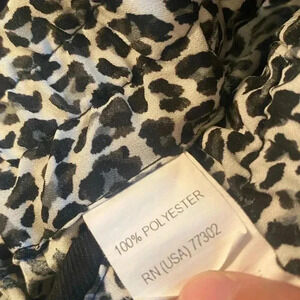 100% POLYESTER
RN (USA) 77302